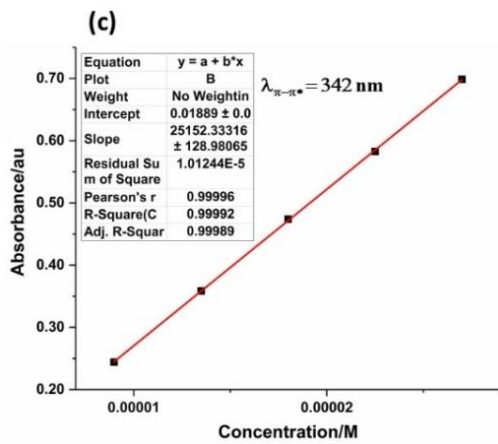 (c)
Equation y = a + b*x
Plot B
Weight No Weightin
Intercept 0.01889 ± 0.0
Slope 25152.33316 ± 128.98065
Residual Su m of Square 1.01244E-5
Pearson's r 0.99996
R-Square(C 0.99992
Adj. R-Squar 0.99989
λπ–π* = 342 nm
Absorbance/au
0.70
0.60
0.50
0.40
0.30
0.20
0.00001 0.00002
Concentration/M